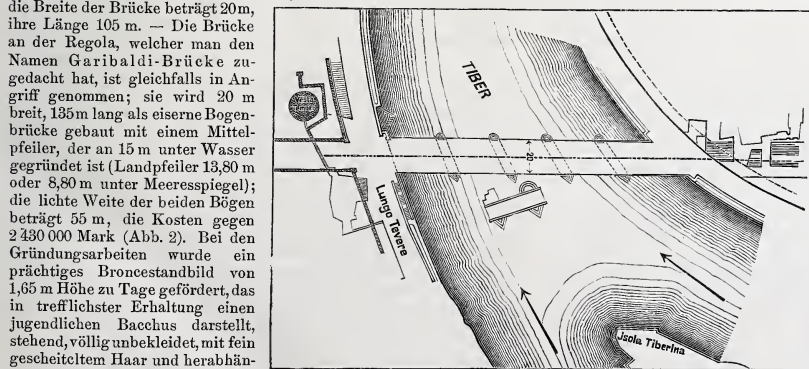 die Breite der Brücke beträgt 20m,
ihre Länge 105 m. — Die Brücke
an der Regola, welcher man den
Namen Garibaldi-Brücke zu-
gedacht hat, ist gleichfalls in An-
griff genommen; sie wird 20 m
breit, 135m lang als eiserne Bogen-
brücke gebaut mit einem Mittel-
pfeiler, der an 15 m unter Wasser
gegründet ist (Landpfeiler 13,80 m
oder 8,80 m unter Meeresspiegel);
die lichte Weite der beiden Bögen
beträgt 55 m, die Kosten gegen
2 430 000 Mark (Abb. 2). Bei den
Gründungsarbeiten wurde ein
prächtiges Broncestandbild von
1,65 m Höhe zu Tage gefördert, das
in trefflichster Erhaltung einen
jugendlichen Bacchus darstellt,
stehend, völlig unbekleidet, mit fein
gescheiteltem Haar und herabhän-
TIBER
20
Lungo Tevere
Jsola Tiberina